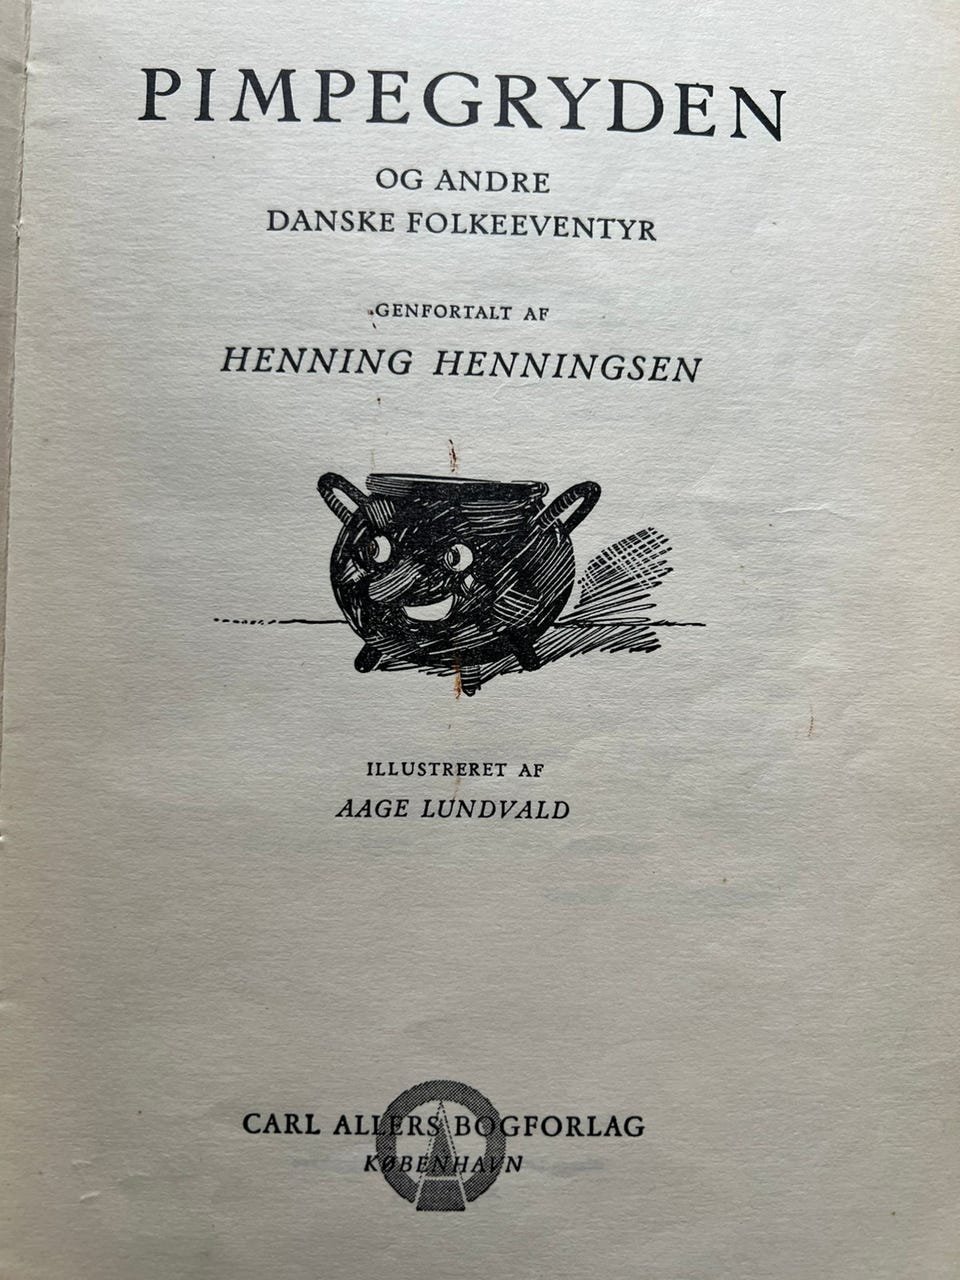 PIMPEGRYDEN
OG ANDRE
DANSKE FOLKEEVENTYR
GENFORTALT AF
HENNING HENNINGSEN
ILLUSTRERET AF
AAGE LUNDVALD
CARL ALLERS BOGFORLAG
KØBENHAVN